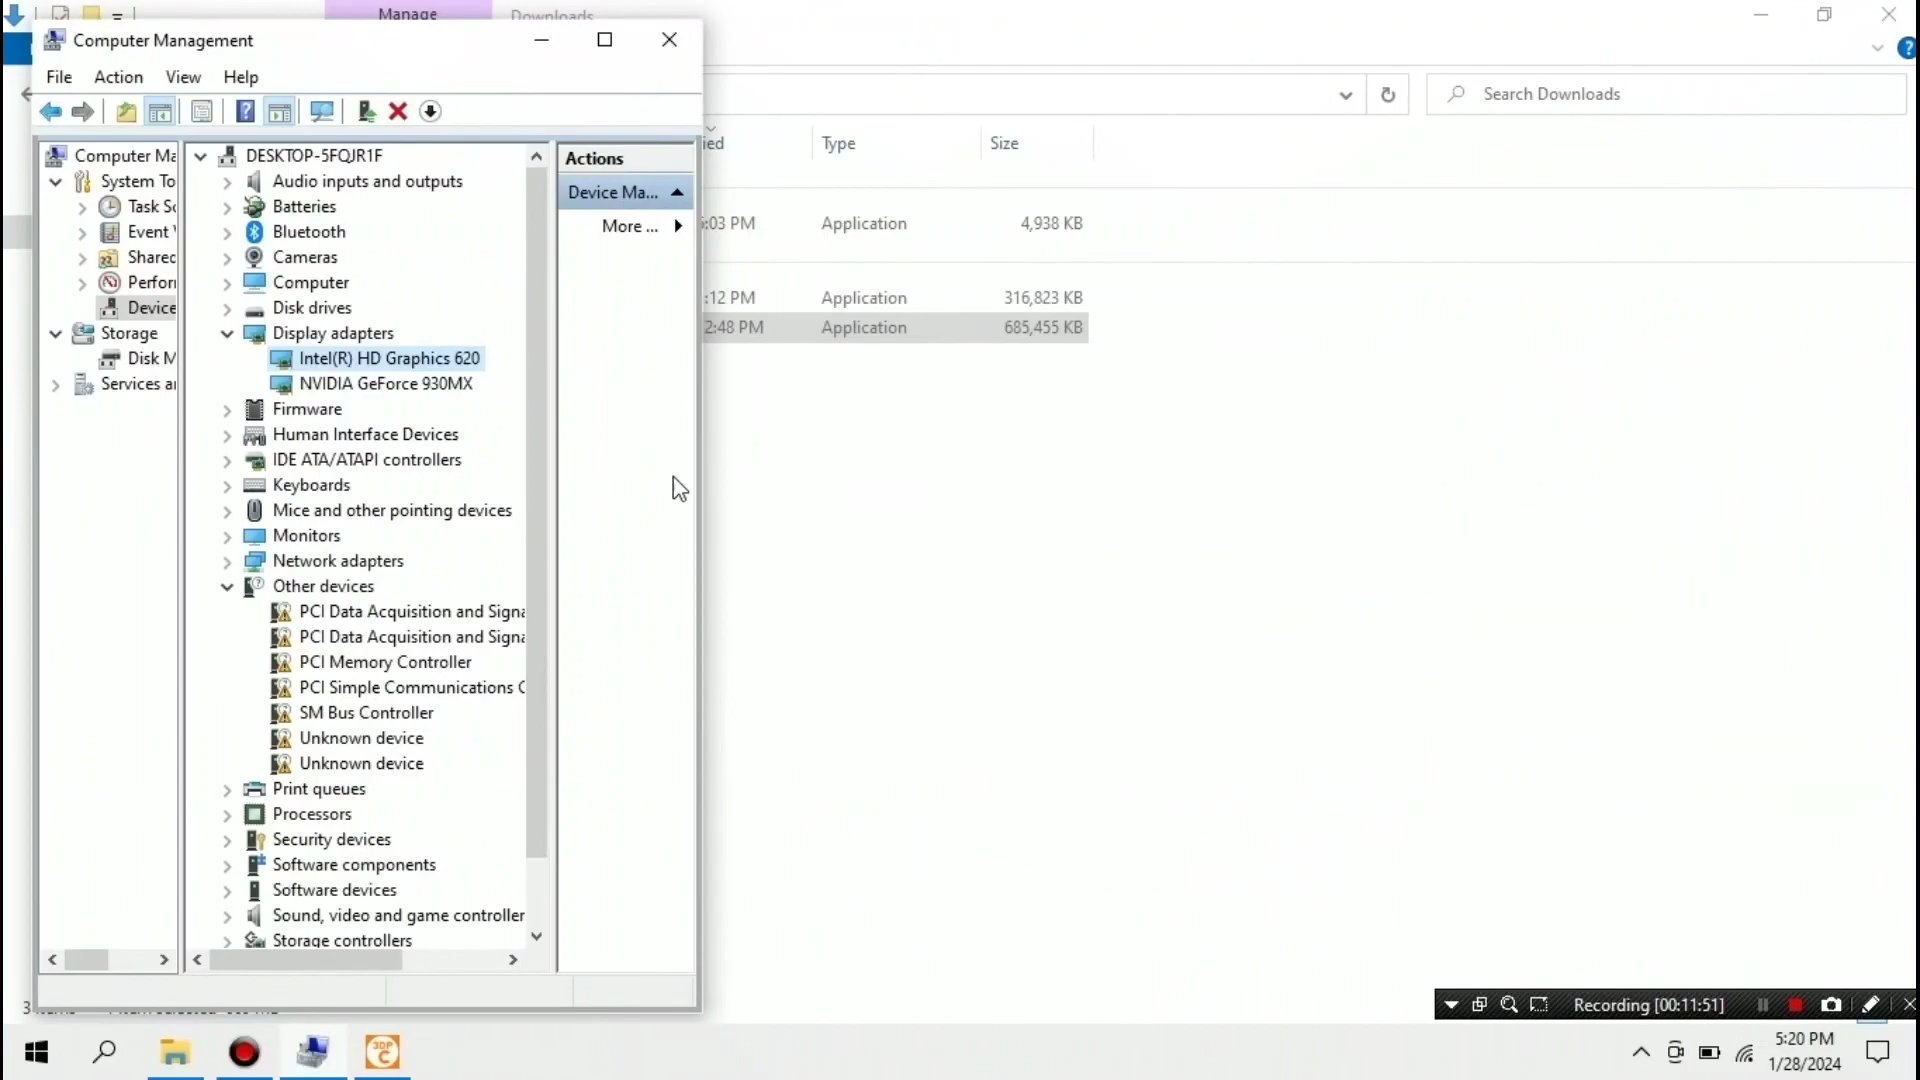 Manage
Downloads
Computer Management
File Action View Help
Search Downloads
Computer Ma
System To
Task Sc
Event
Shared
Perfor
Device
Storage
Disk M
Services a
DESKTOP-5FQJR1F
Audio inputs and outputs
Batteries
Bluetooth
Cameras
Computer
Disk drives
Display adapters
Intel(R) HD Graphics 620
NVIDIA GeForce 930MX
Firmware
Human Interface Devices
IDE ATA/ATAPI controllers
Keyboards
Mice and other pointing devices
Monitors
Network adapters
Other devices
PCI Data Acquisition and Signa
PCI Data Acquisition and Signa
PCI Memory Controller
PCI Simple Communications C
SM Bus Controller
Unknown device
Unknown device
Print queues
Processors
Security devices
Software components
Software devices
Sound, video and game controller
Storage controllers
Actions
Device Ma...
More ...
ied Type Size
:03 PM Application 4,938 KB
:12 PM Application 316,823 KB
2:48 PM Application 685,455 KB
Recording [00:11:51]
3DP
C
5:20 PM
1/28/2024